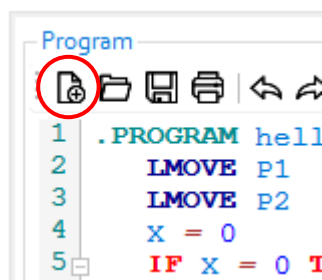 Program
1 .PROGRAM hell
2 LMOVE P1
3 LMOVE P2
4 X = 0
5 IF X = 0 T